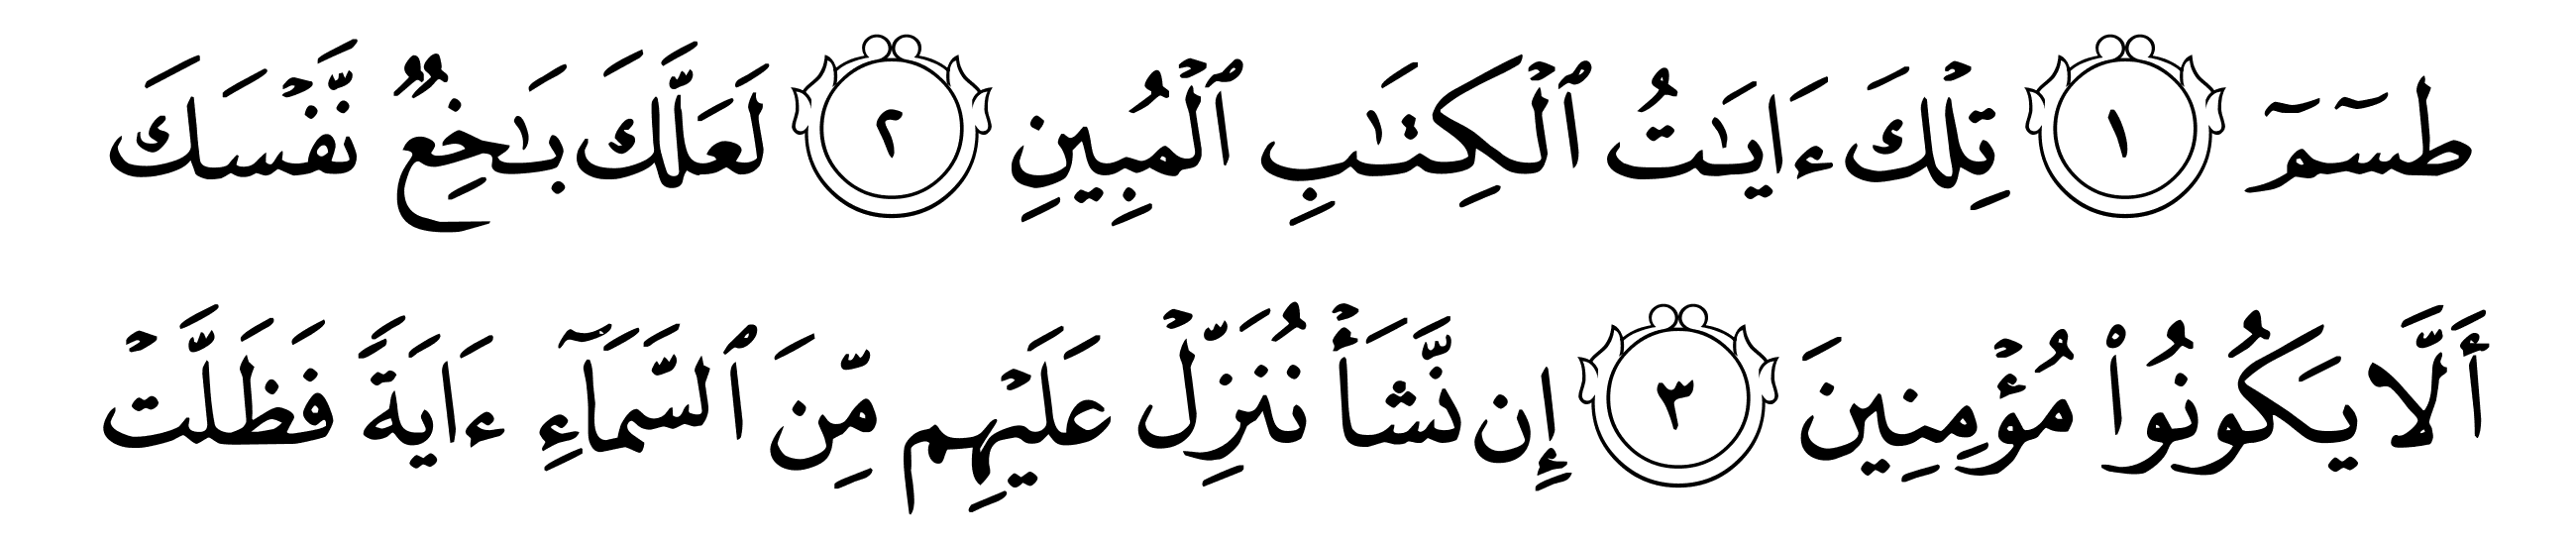 طسٓمٓ ١ تِلۡكَ ءَايَٰتُ ٱلۡكِتَٰبِ ٱلۡمُبِينِ ٢ لَعَلَّكَ بَٰخِعٞ نَّفۡسَكَ
أَلَّا يَكُونُواْ مُؤۡمِنِينَ ٣ إِن نَّشَأۡ نُنَزِّلۡ عَلَيۡهِم مِّنَ ٱلسَّمَآءِ ءَايَةٗ فَظَلَّتۡ